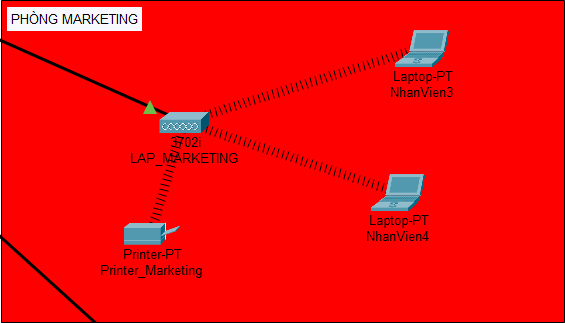 PHÒNG MARKETING
Laptop-PT
NhanVien3
3702i
LAP_MARKETING
Laptop-PT
NhanVien4
Printer-PT
Printer_Marketing